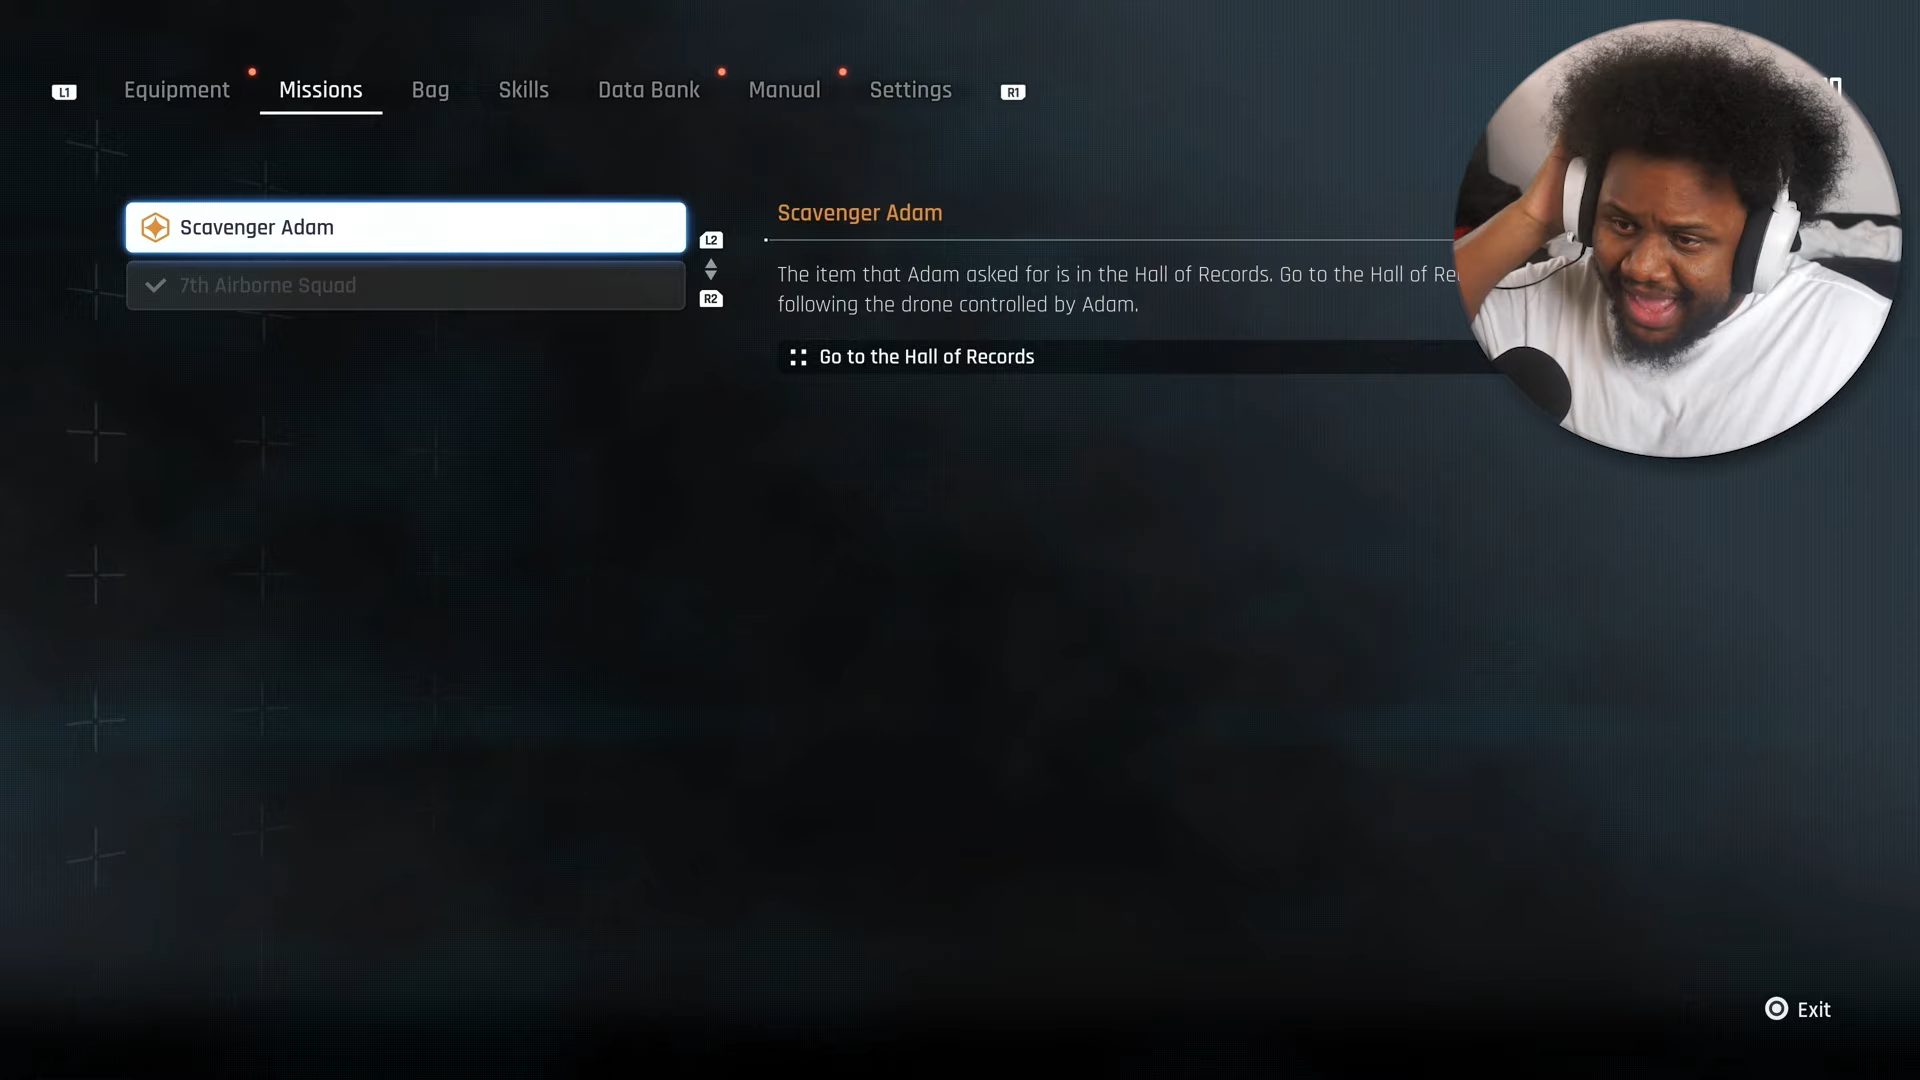 L1 Equipment Missions Bag Skills Data Bank Manual Settings R1
Scavenger Adam
L2
7th Airborne Squad
R2
Scavenger Adam
The item that Adam asked for is in the Hall of Records. Go to the Hall of
following the drone controlled by Adam.
Go to the Hall of Records
Exit